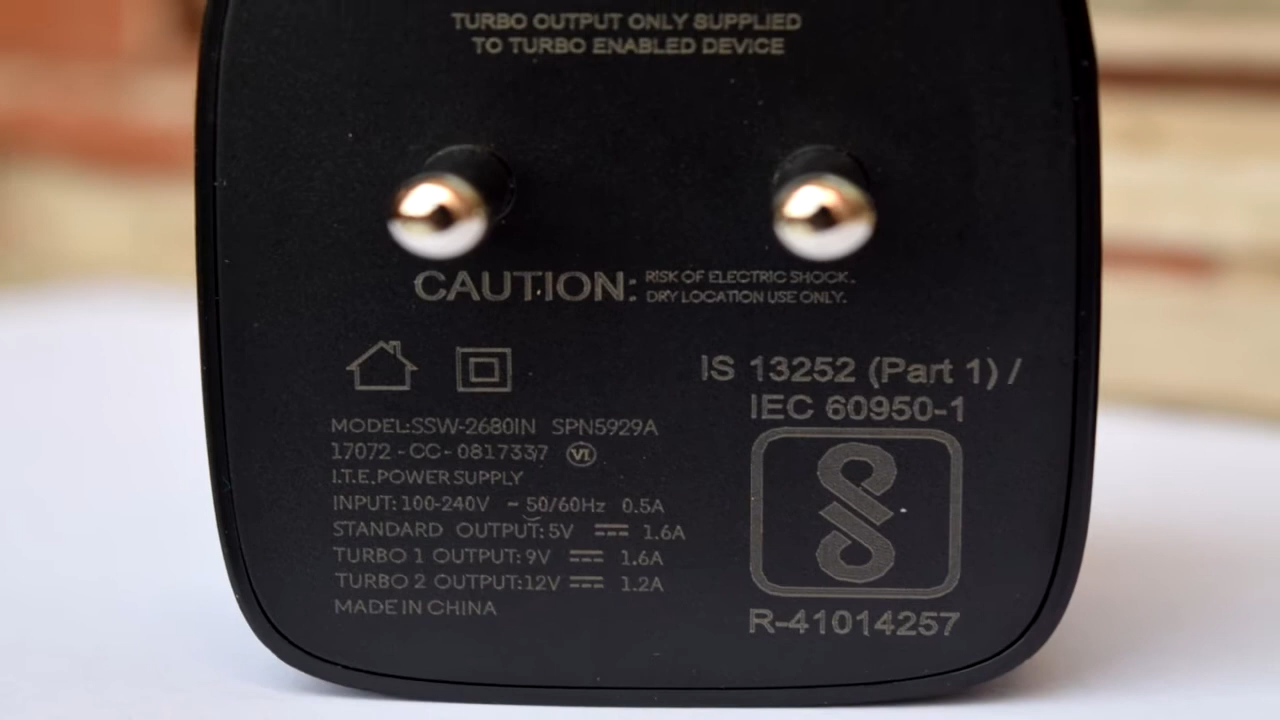 TURBO OUTPUT ONLY SUPPLIED
TO TURBO ENABLED DEVICE
CAUTION: RISK OF ELECTRIC SHOCK.
DRY LOCATION USE ONLY.
IS 13252 (Part 1) /
IEC 60950-1
MODEL:SSW-2680IN SPN5929A
17072-CC-0817337 VI
I.T.E.POWER SUPPLY
INPUT:100-240V ~ 50/60Hz 0.5A
STANDARD OUTPUT:5V ⎓ 1.6A
TURBO 1 OUTPUT:9V ⎓ 1.6A
TURBO 2 OUTPUT:12V ⎓ 1.2A
MADE IN CHINA
R-41014257